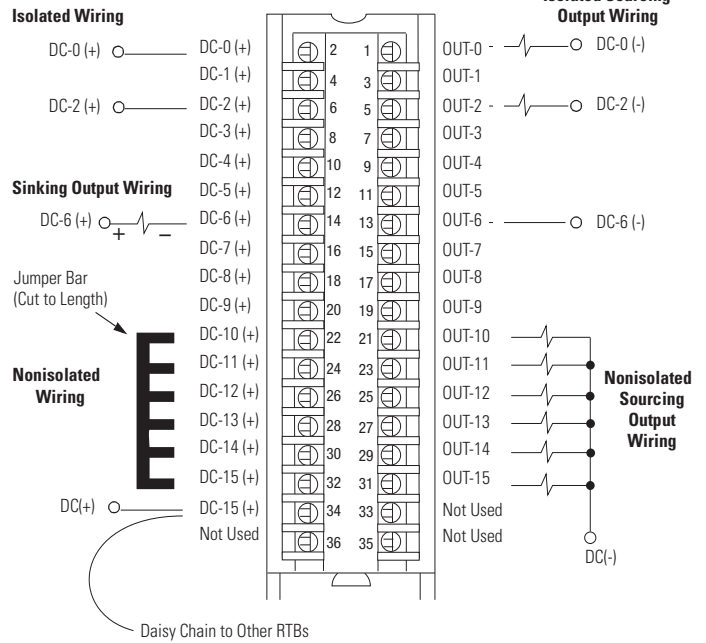 Isolated Wiring
Output Wiring
DC-0 (+)
DC-0 (+)
2
1
OUT-0
DC-0 (-)
DC-1 (+)
4
3
OUT-1
DC-2 (+)
DC-2 (+)
6
5
OUT-2
DC-2 (-)
DC-3 (+)
8
7
OUT-3
DC-4 (+)
10
9
OUT-4
Sinking Output Wiring
DC-5 (+)
12
11
OUT-5
DC-6 (+)
+
–
DC-6 (+)
14
13
OUT-6
DC-6 (-)
DC-7 (+)
16
15
OUT-7
Jumper Bar
(Cut to Length)
DC-8 (+)
18
17
OUT-8
DC-9 (+)
20
19
OUT-9
DC-10 (+)
22
21
OUT-10
DC-11 (+)
24
23
OUT-11
Nonisolated
Wiring
DC-12 (+)
26
25
OUT-12
Nonisolated
Sourcing
Output
Wiring
DC-13 (+)
28
27
OUT-13
DC-14 (+)
30
29
OUT-14
DC-15 (+)
32
31
OUT-15
DC(+)
DC-15 (+)
34
33
Not Used
Not Used
36
35
Not Used
DC(-)
Daisy Chain to Other RTBs